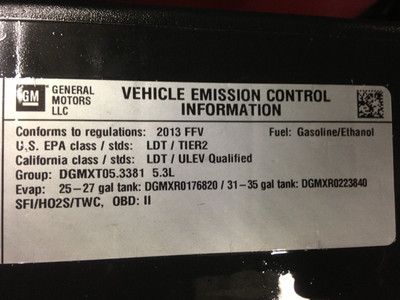 GM
GENERAL
MOTORS
LLC
VEHICLE EMISSION CONTROL
INFORMATION
Conforms to regulations: 2013 FFV Fuel: Gasoline/Ethanol
U.S. EPA class / stds: LDT / TIER2
California class / stds: LDT / ULEV Qualified
Group: DGMXT05.3381 5.3L
Evap: 25-27 gal tank: DGMXR0176820 / 31-35 gal tank: DGMXR0223840
SFI/HO2S/TWC, OBD: II